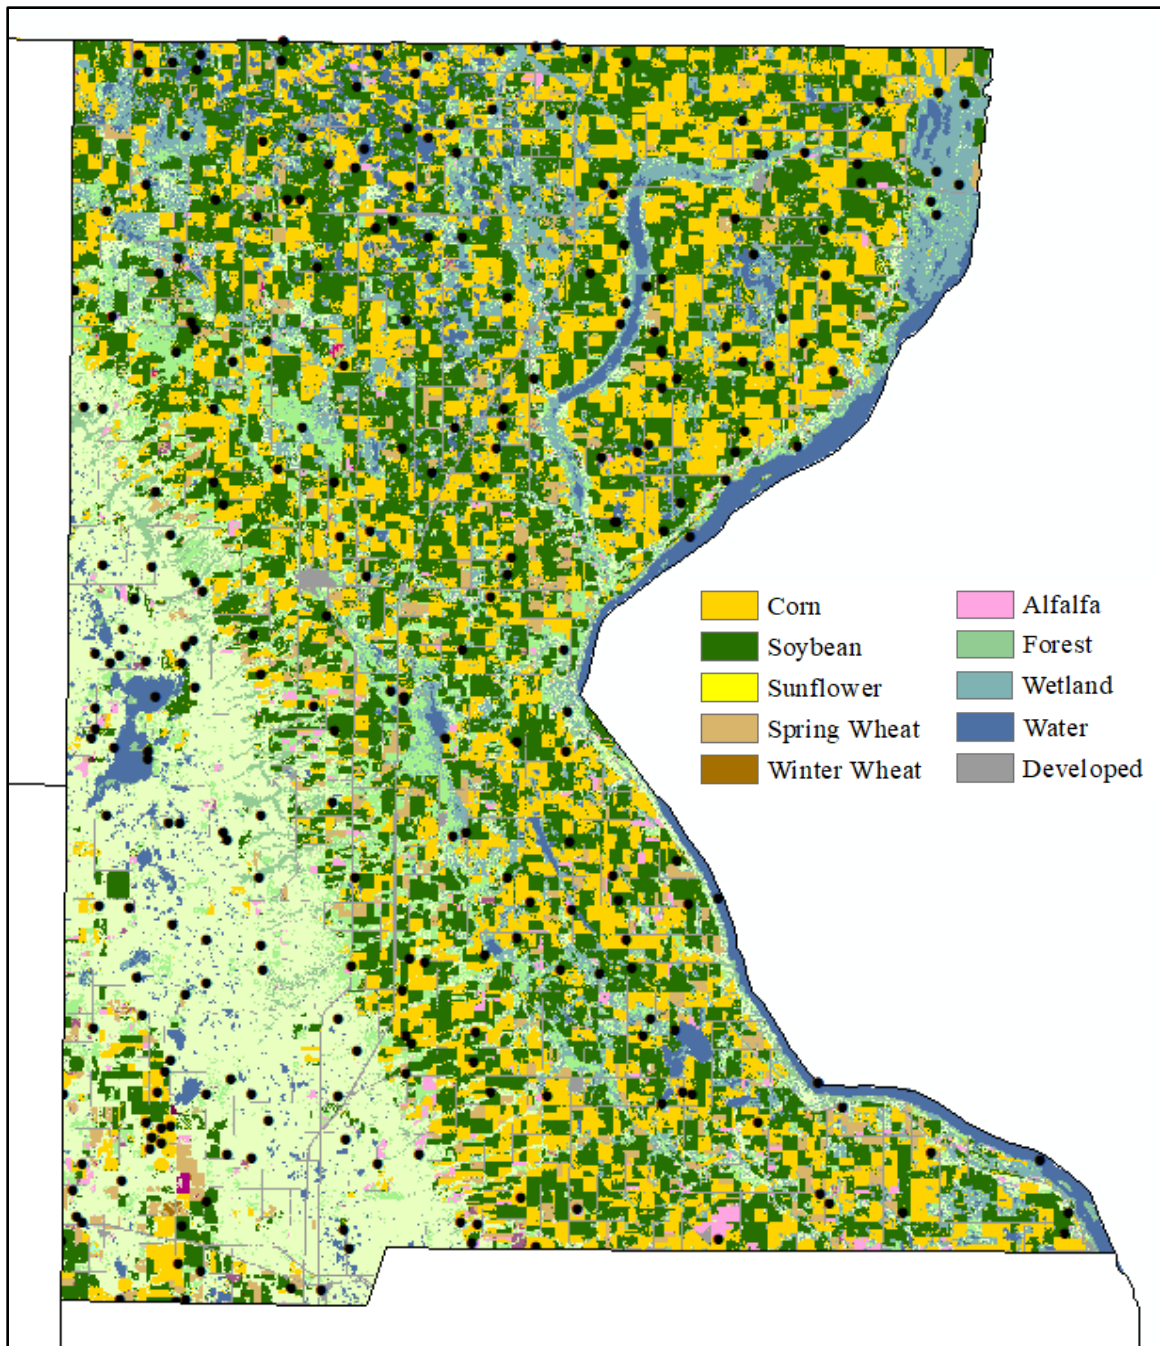 Corn
Soybean
Sunflower
Spring Wheat
Winter Wheat
Alfalfa
Forest
Wetland
Water
Developed